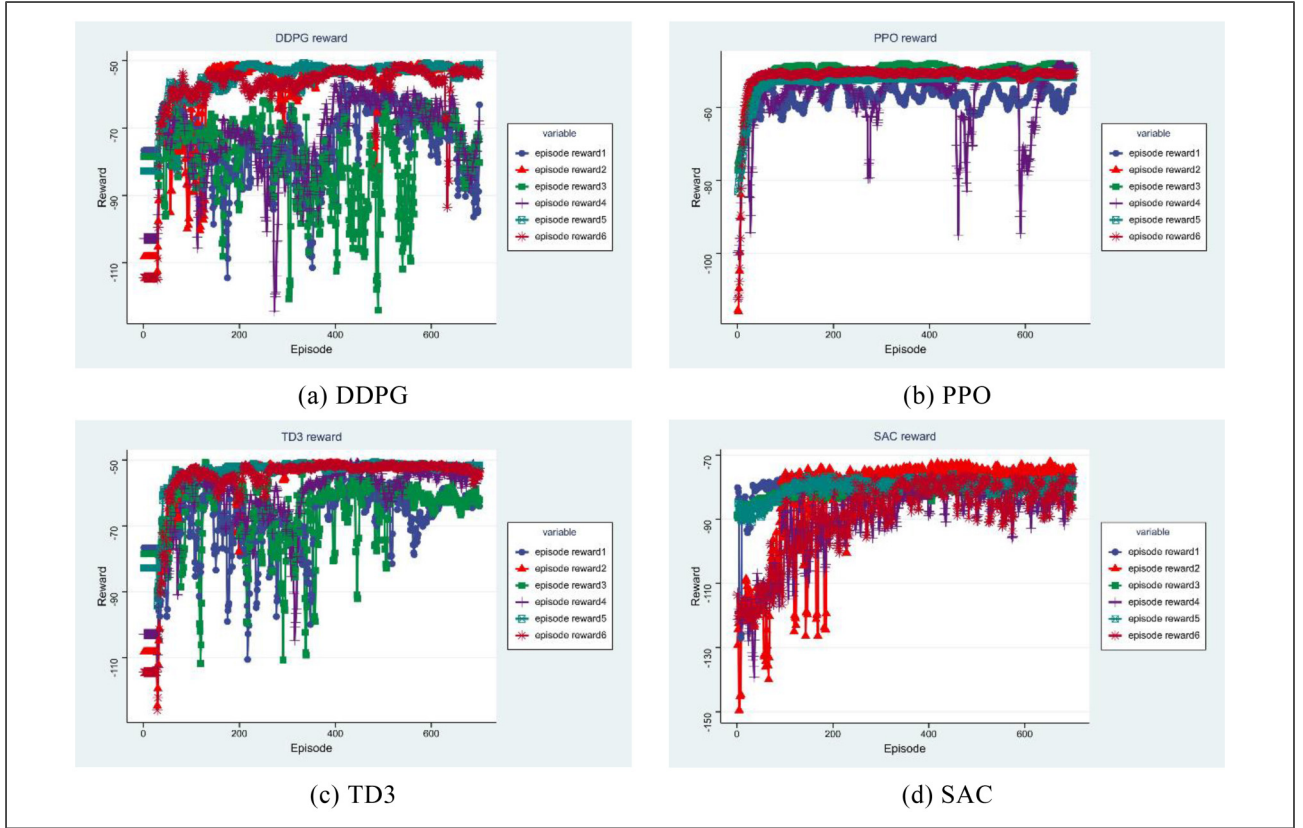 DDPG reward
-50
-70
-90
-110
Reward
0 200 400 600
Episode
variable
episode reward1
episode reward2
episode reward3
episode reward4
episode reward5
episode reward6
(a) DDPG
PPO reward
-60
-80
-100
Reward
0 200 400 600
Episode
variable
episode reward1
episode reward2
episode reward3
episode reward4
episode reward5
episode reward6
(b) PPO
TD3 reward
-50
-70
-90
-110
Reward
0 200 400 600
Episode
variable
episode reward1
episode reward2
episode reward3
episode reward4
episode reward5
episode reward6
(c) TD3
SAC reward
-70
-90
-110
-130
-150
Reward
0 200 400 600
Episode
variable
episode reward1
episode reward2
episode reward3
episode reward4
episode reward5
episode reward6
(d) SAC